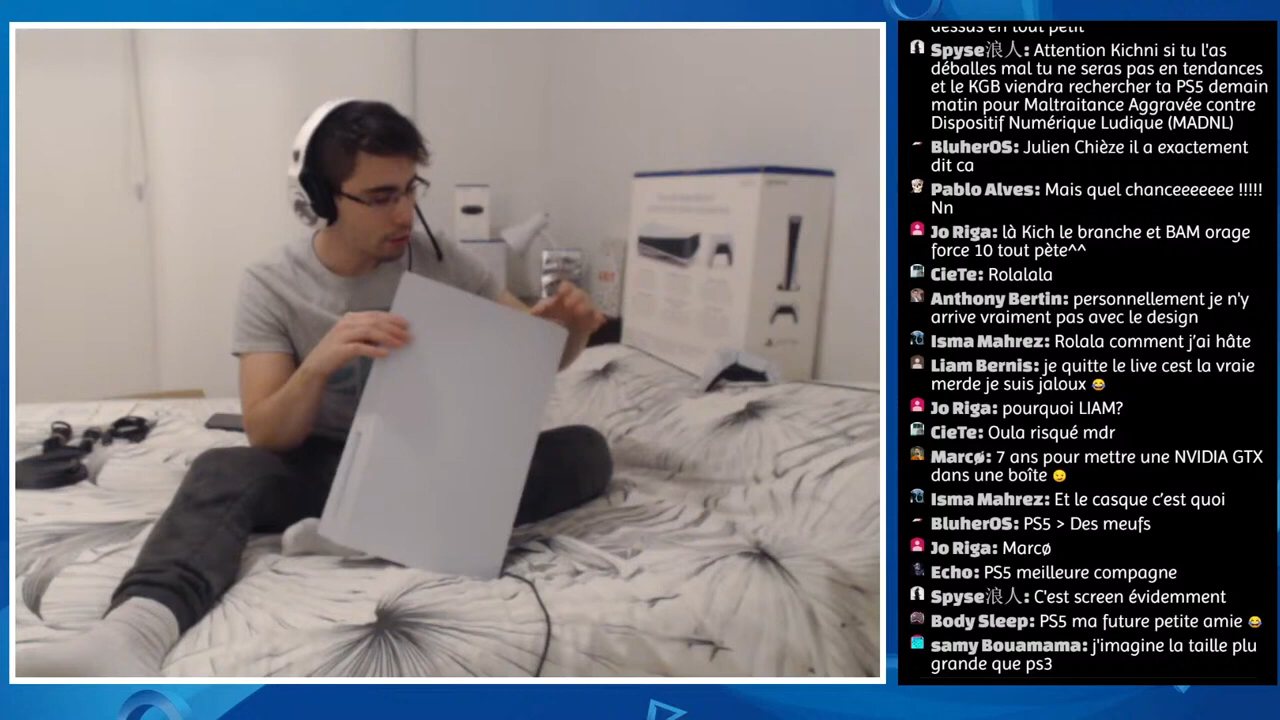 dessus en tout petit
Spyse浪人: Attention Kichni si tu l'as
déballes mal tu ne seras pas en tendances
et le KGB viendra rechercher ta PS5 demain
matin pour Maltraitance Aggravée contre
Dispositif Numérique Ludique (MADNL)
BluherOS: Julien Chièze il a exactement
dit ca
Pablo Alves: Mais quel chanceeeeeee !!!!!
Nn
Jo Riga: là Kich le branche et BAM orage
force 10 tout pète^^
CieTe: Rolalala
Anthony Bertin: personnellement je n'y
arrive vraiment pas avec le design
Isma Mahrez: Rolala comment j'ai hâte
Liam Bernis: je quitte le live cest la vraie
merde je suis jaloux 😂
Jo Riga: pourquoi LIAM?
CieTe: Oula risqué mdr
Marcø: 7 ans pour mettre une NVIDIA GTX
dans une boîte 😏
Isma Mahrez: Et le casque c'est quoi
BluherOS: PS5 > Des meufs
Jo Riga: Marcø
Echo: PS5 meilleure compagne
Spyse浪人: C'est screen évidemment
Body Sleep: PS5 ma future petite amie 😂
samy Bouamama: j'imagine la taille plu
grande que ps3